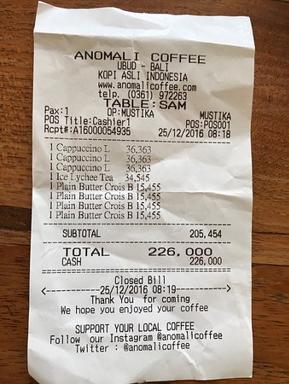 ANOMALI COFFEE
UBUD - BALI
KOPI ASLI INDONESIA
www.anomalicoffee.com
telp. (0361) 972263
TABLE: SAM
Pax:1 OP:MUSTIKA MUSTIKA
POS Title:Cashier1 POS:POS001
Rcpt#:A16000054935 25/12/2016 08:18
1 Cappuccino L 36,363
1 Cappuccino L 36,363
1 Cappuccino L 36,363
1 Ice Lychee Tea 34,545
1 Plain Butter Crois B 15,455
1 Plain Butter Crois B 15,455
1 Plain Butter Crois B 15,455
1 Plain Butter Crois B 15,455
SUBTOTAL 205,454
TOTAL 226,000
CASH 226,000
Closed Bill
<----25/12/2016 08:19---->
Thank You for coming
We hope you enjoyed your coffee
SUPPORT YOUR LOCAL COFFEE
Follow our Instagram @anomalicoffee
Twitter : @anomalicoffee